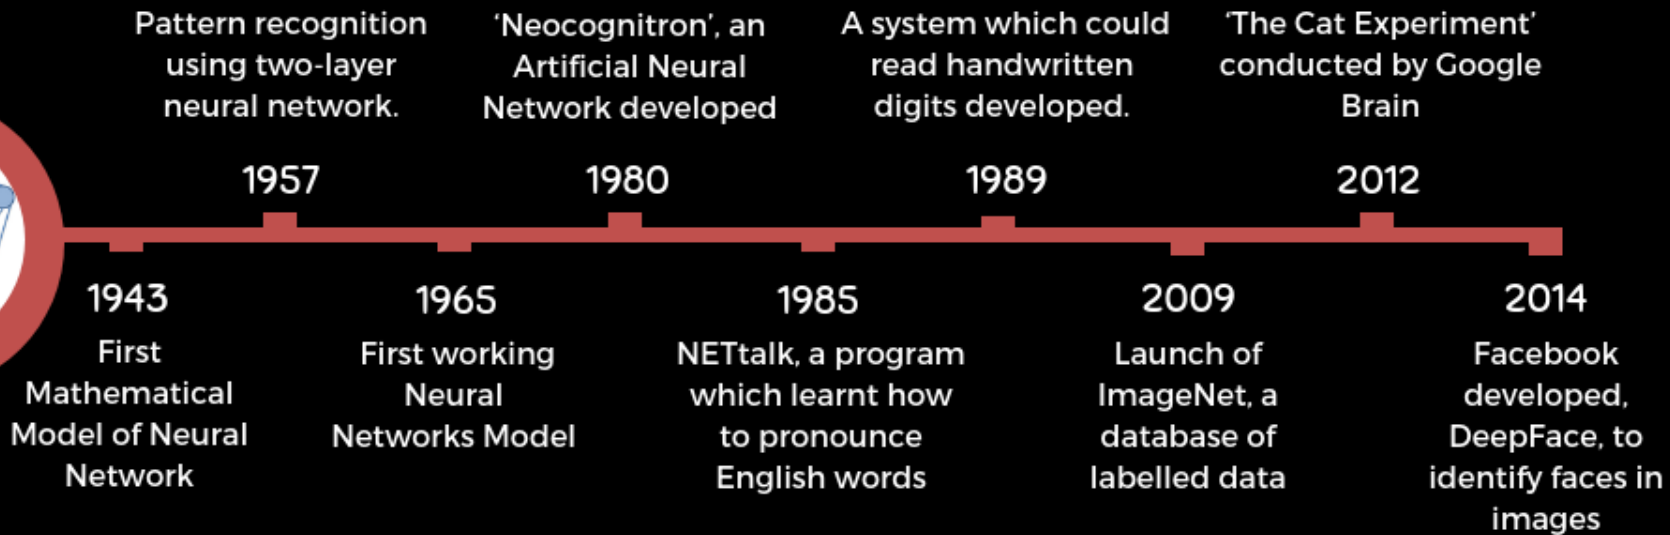 Pattern recognition
using two-layer
neural network.
1957
‘Neocognitron’, an
Artificial Neural
Network developed
1980
A system which could
read handwritten
digits developed.
1989
‘The Cat Experiment’
conducted by Google
Brain
2012
1943
First
Mathematical
Model of Neural
Network
1965
First working
Neural
Networks Model
1985
NETtalk, a program
which learnt how
to pronounce
English words
2009
Launch of
ImageNet, a
database of
labelled data
2014
Facebook
developed,
DeepFace, to
identify faces in
images